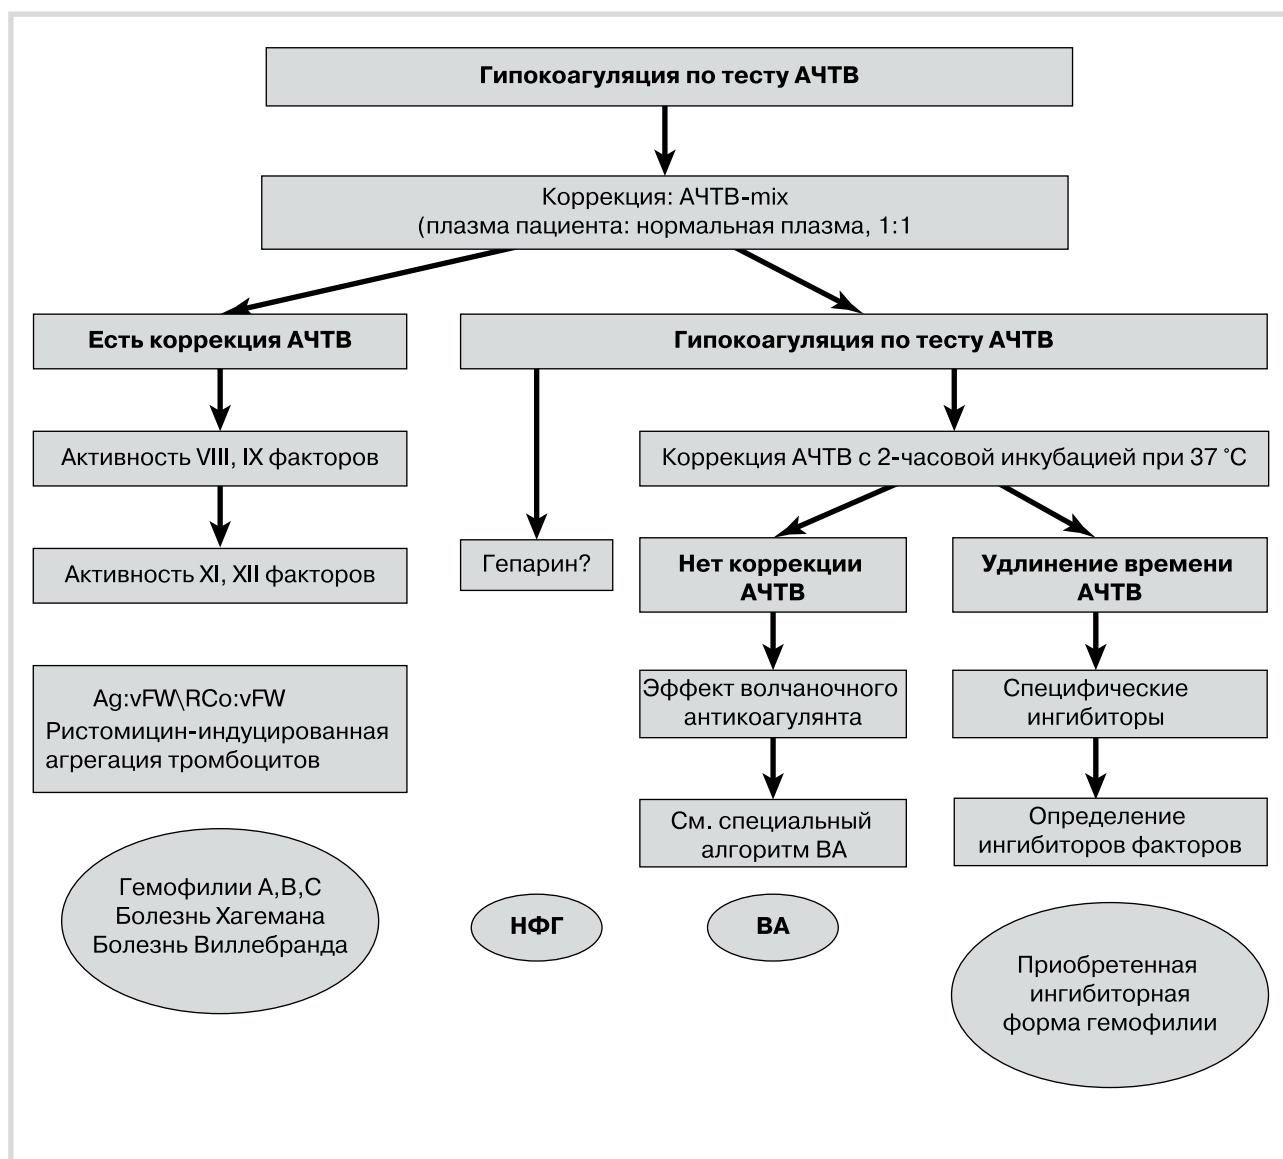 Гипокоагуляция по тесту АЧТВ
Коррекция: АЧТВ-mix
(плазма пациента: нормальная плазма, 1:1
Есть коррекция АЧТВ
Гипокоагуляция по тесту АЧТВ
Активность VIII, IX факторов
Коррекция АЧТВ с 2-часовой инкубацией при 37 °C
Активность XI, XII факторов
Гепарин?
Нет коррекции
АЧТВ
Удлинение времени
АЧТВ
Ag:vFW\RCo:vFW
Ристомицин-индуцированная
агрегация тромбоцитов
Эффект волчаночного
антикоагулянта
Специфические
ингибиторы
См. специальный
алгоритм ВА
Определение
ингибиторов факторов
Гемофилии А,В,С
Болезнь Хагемана
Болезнь Виллебранда
НФГ
ВА
Приобретенная
ингибиторная
форма гемофилии